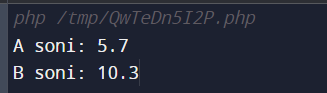 php /tmp/QwTeDn5I2P.php
A soni: 5.7
B soni: 10.3